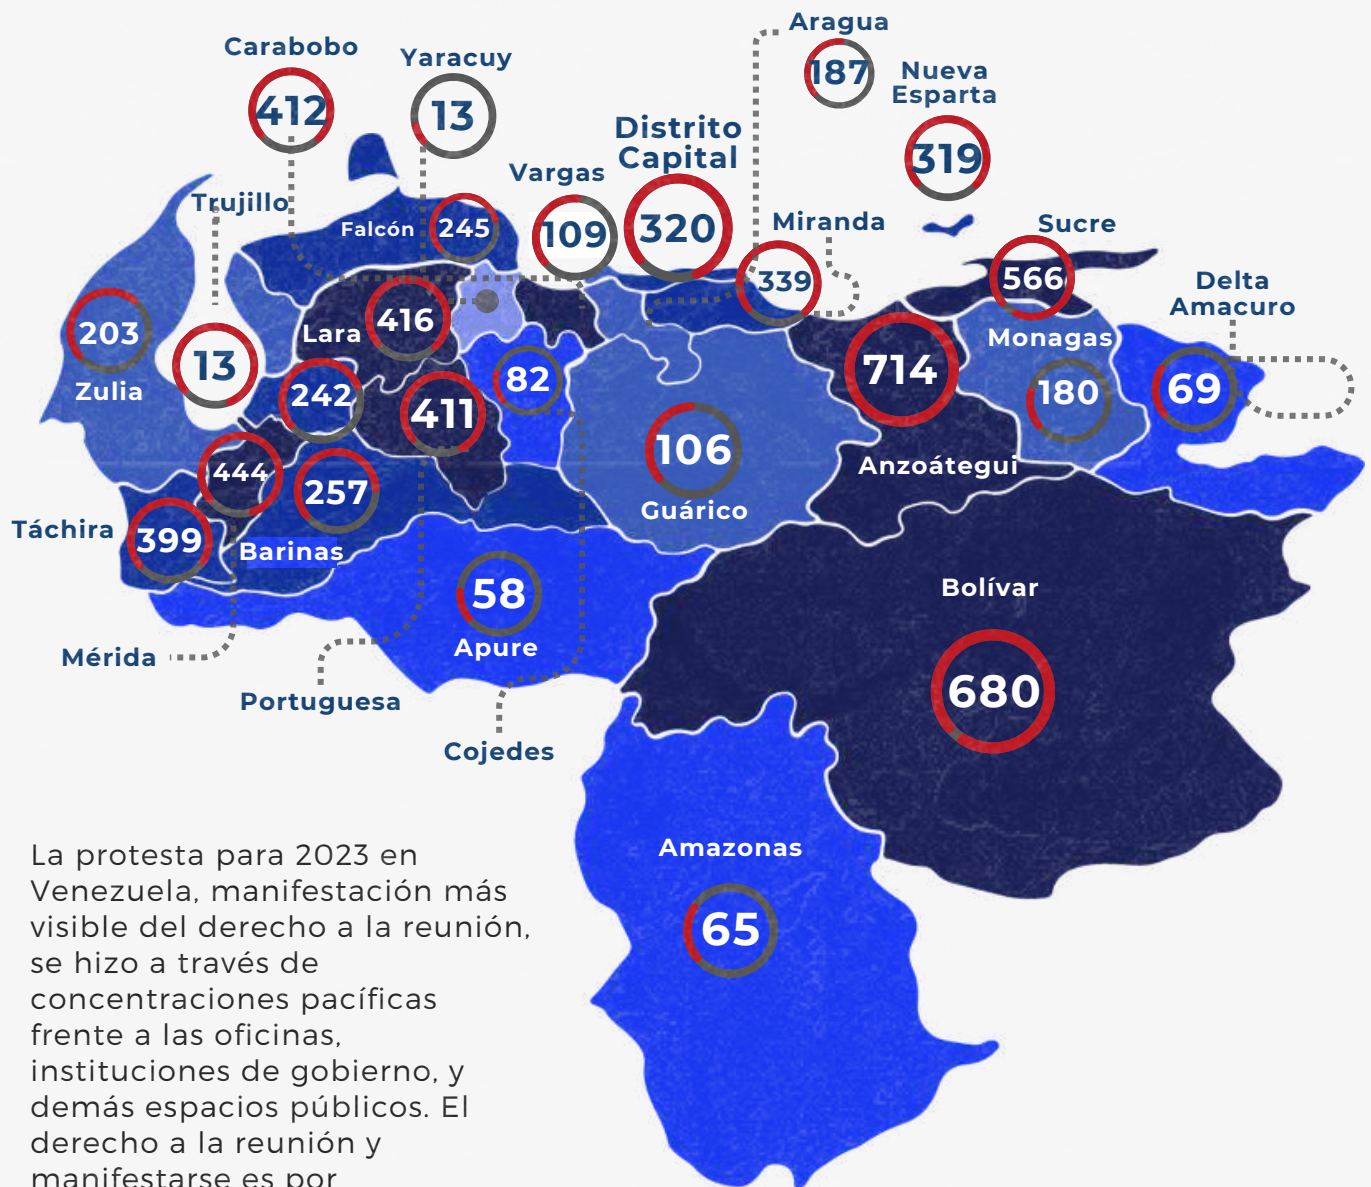 Aragua
187
Carabobo
412
Yaracuy
13
Nueva
Esparta
319
Distrito
Capital
320
Vargas
109
Trujillo
13
Falcón
245
Miranda
339
Sucre
566
Delta
Amacuro
69
203
Zulia
Lara
416
242
411
82
714
Anzoátegui
Monagas
180
106
Guárico
444
257
Barinas
Táchira
399
58
Apure
Bolívar
680
Mérida
Portuguesa
Cojedes
Amazonas
65
La protesta para 2023 en
Venezuela, manifestación más
visible del derecho a la reunión,
se hizo a través de
concentraciones pacíficas
frente a las oficinas,
instituciones de gobierno, y
demás espacios públicos. El
derecho a la reunión y
manifestarse es por